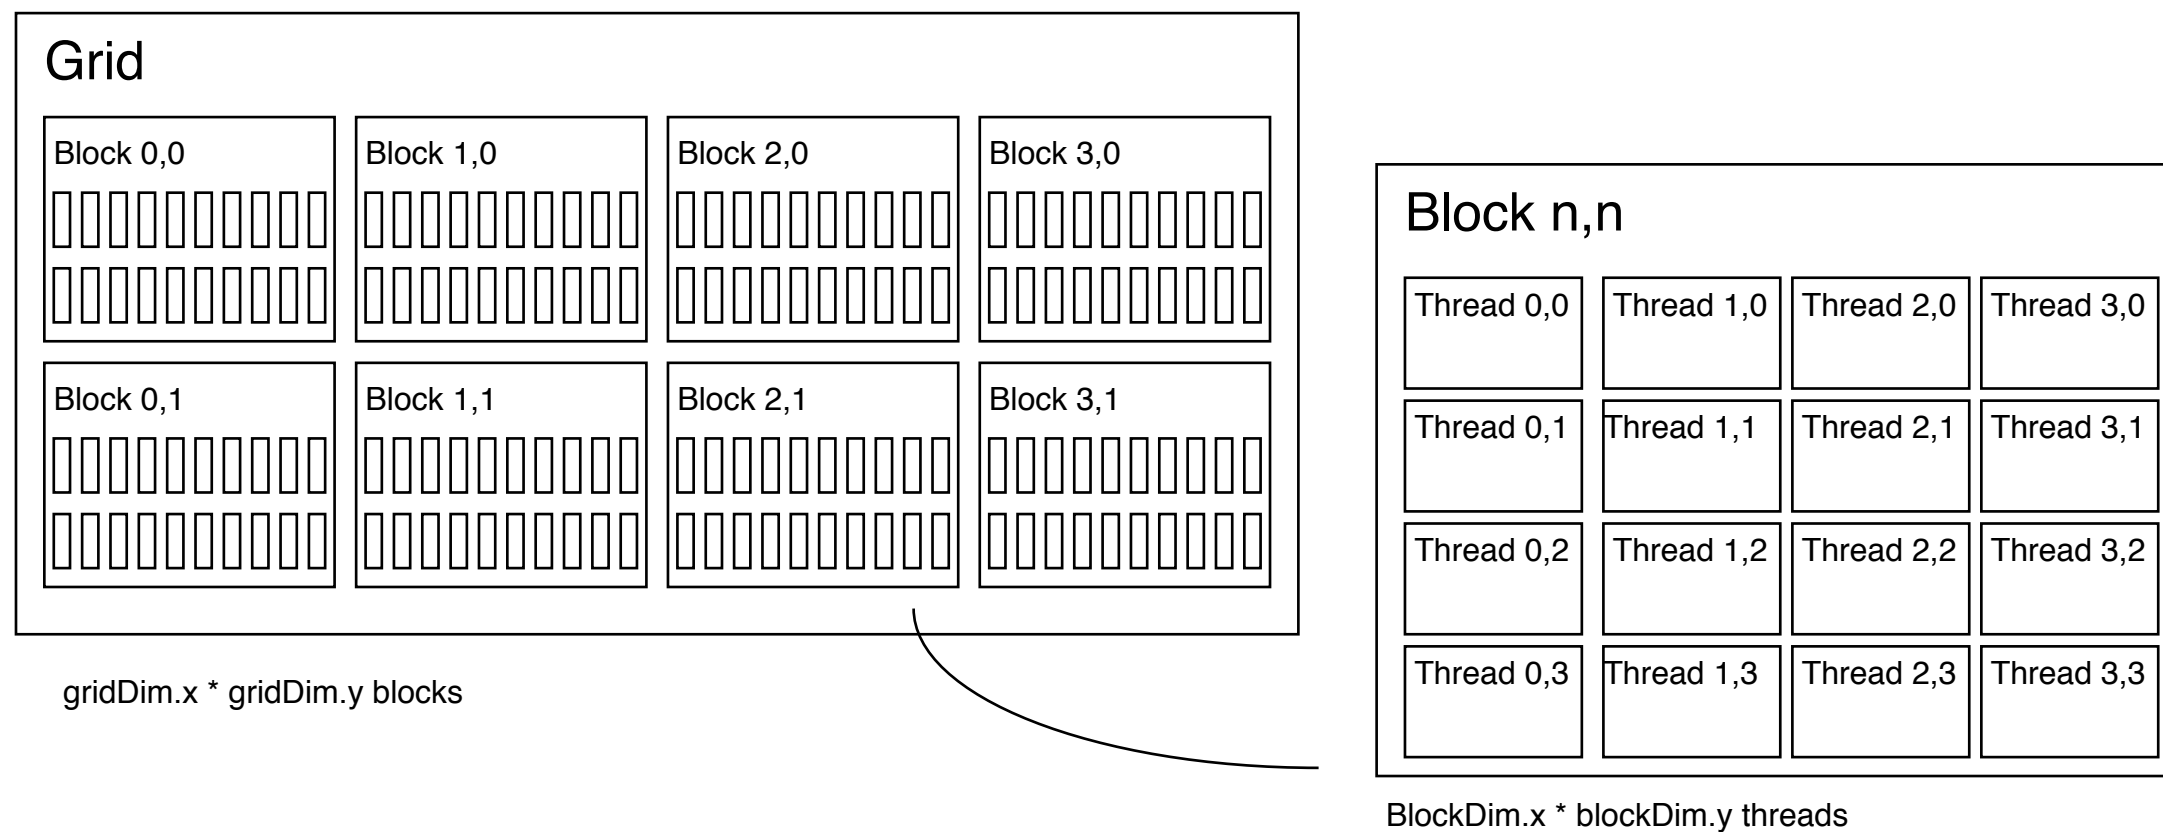 Grid
Block 0,0
Block 1,0
Block 2,0
Block 3,0
Block 0,1
Block 1,1
Block 2,1
Block 3,1
gridDim.x * gridDim.y blocks
Block n,n
Thread 0,0
Thread 1,0
Thread 2,0
Thread 3,0
Thread 0,1
Thread 1,1
Thread 2,1
Thread 3,1
Thread 0,2
Thread 1,2
Thread 2,2
Thread 3,2
Thread 0,3
Thread 1,3
Thread 2,3
Thread 3,3
BlockDim.x * blockDim.y threads